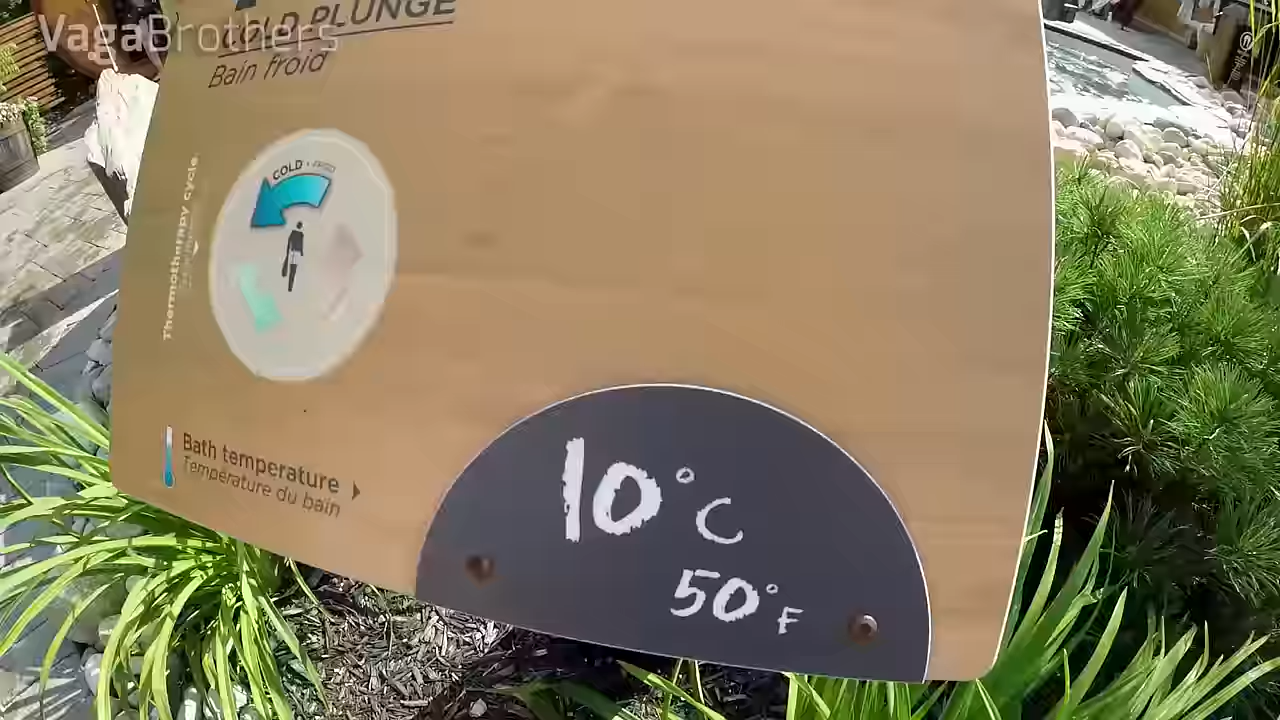 VagaBrothers
COLD PLUNGE
Bain froid
COLD
Thermotherapy cycle
Bath temperature
Température du bain
10°C
50°F